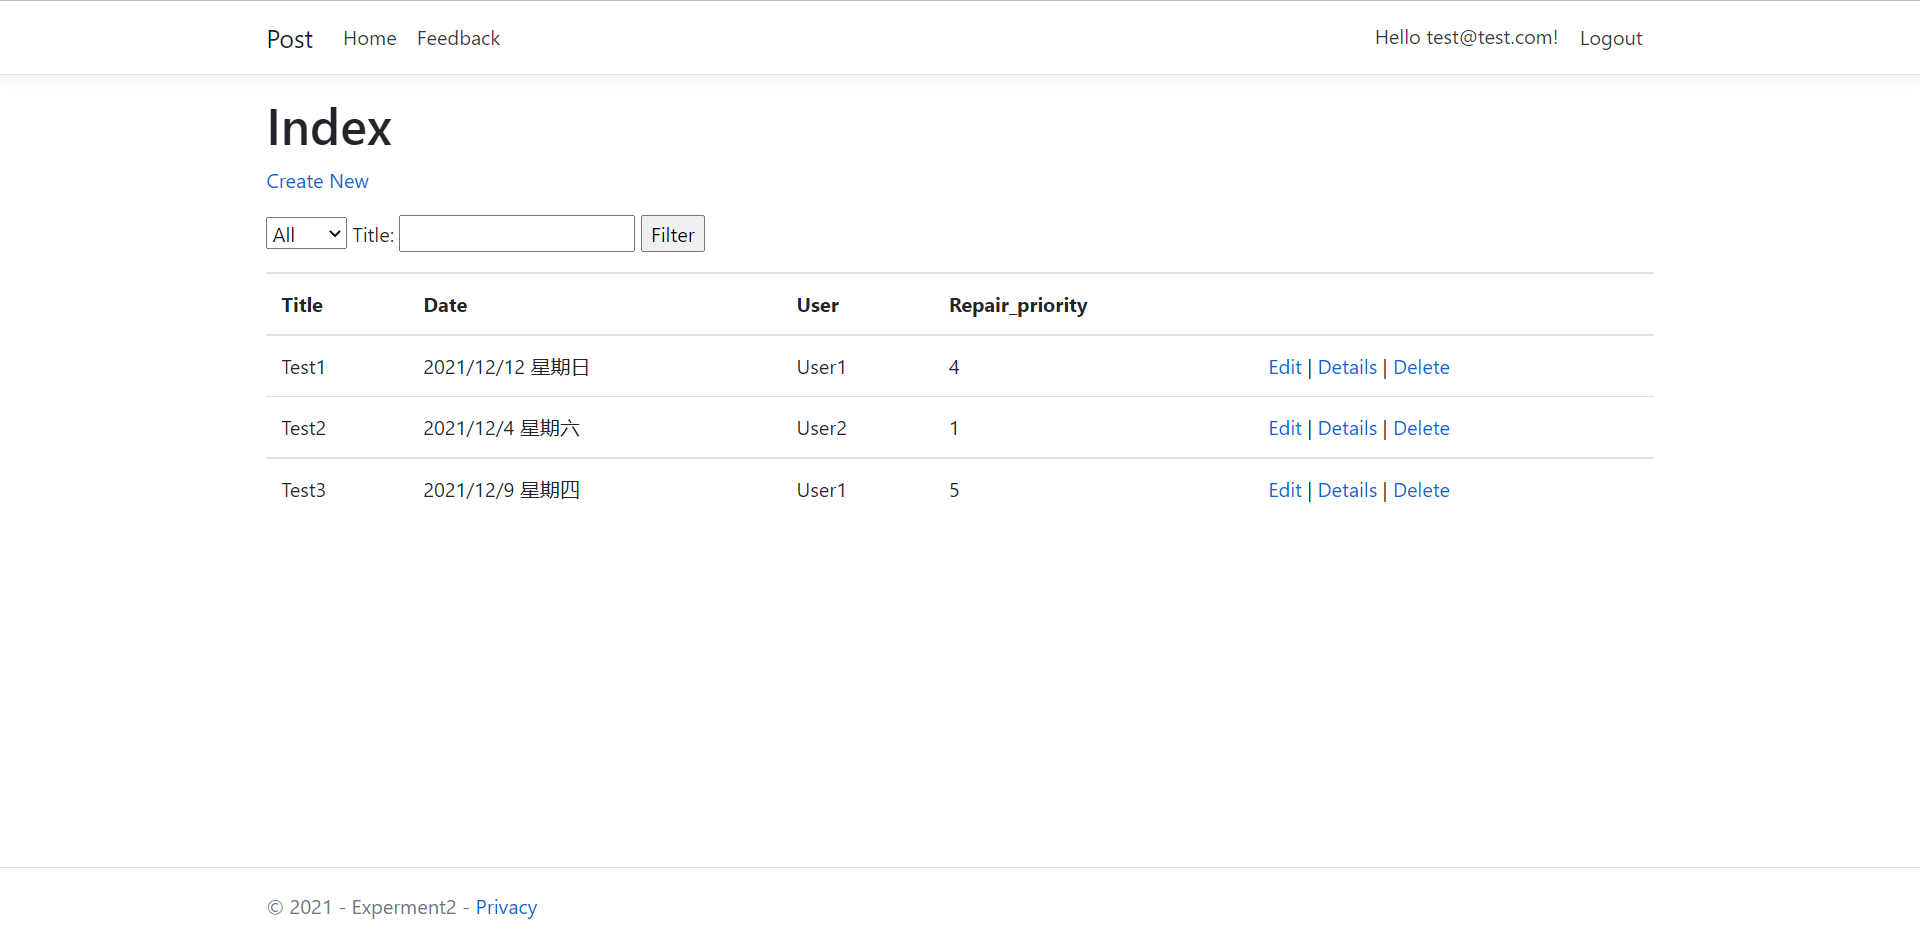 Post Home Feedback Hello test@test.com! Logout
Index
Create New
All Title: Filter
Title Date User Repair_priority
Test1 2021/12/12 星期日 User1 4 Edit | Details | Delete
Test2 2021/12/4 星期六 User2 1 Edit | Details | Delete
Test3 2021/12/9 星期四 User1 5 Edit | Details | Delete
© 2021 - Experment2 - Privacy